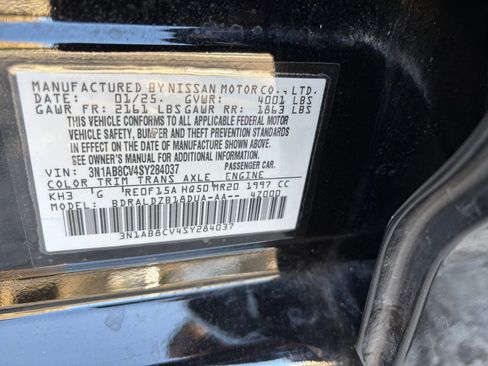 MANUFACTURED BY NISSAN MOTOR CO., LTD.
DATE: 01/25. GVWR: 4001 LBS
GAWR FR: 2161 LBS GAWR RR: 1863 LBS
THIS VEHICLE CONFORMS TO ALL APPLICABLE FEDERAL MOTOR
VEHICLE SAFETY, BUMPER AND THEFT PREVENTION STANDARDS
IN EFFECT ON THE DATE OF MANUFACTURE SHOWN ABOVE.
SEE OWNER'S MANUAL FOR ADDITIONAL INFORMATION
VIN: 3N1AB8CV4SY284037 PASSENGER CAR
COLOR TRIM TRANS AXLE ENGINE
KH3 G RE0F15A HQ50 MR20 1997 CC
MODEL: BDRALDZB18DUA-AA-- 47000
3N1AB8CV4SY284037